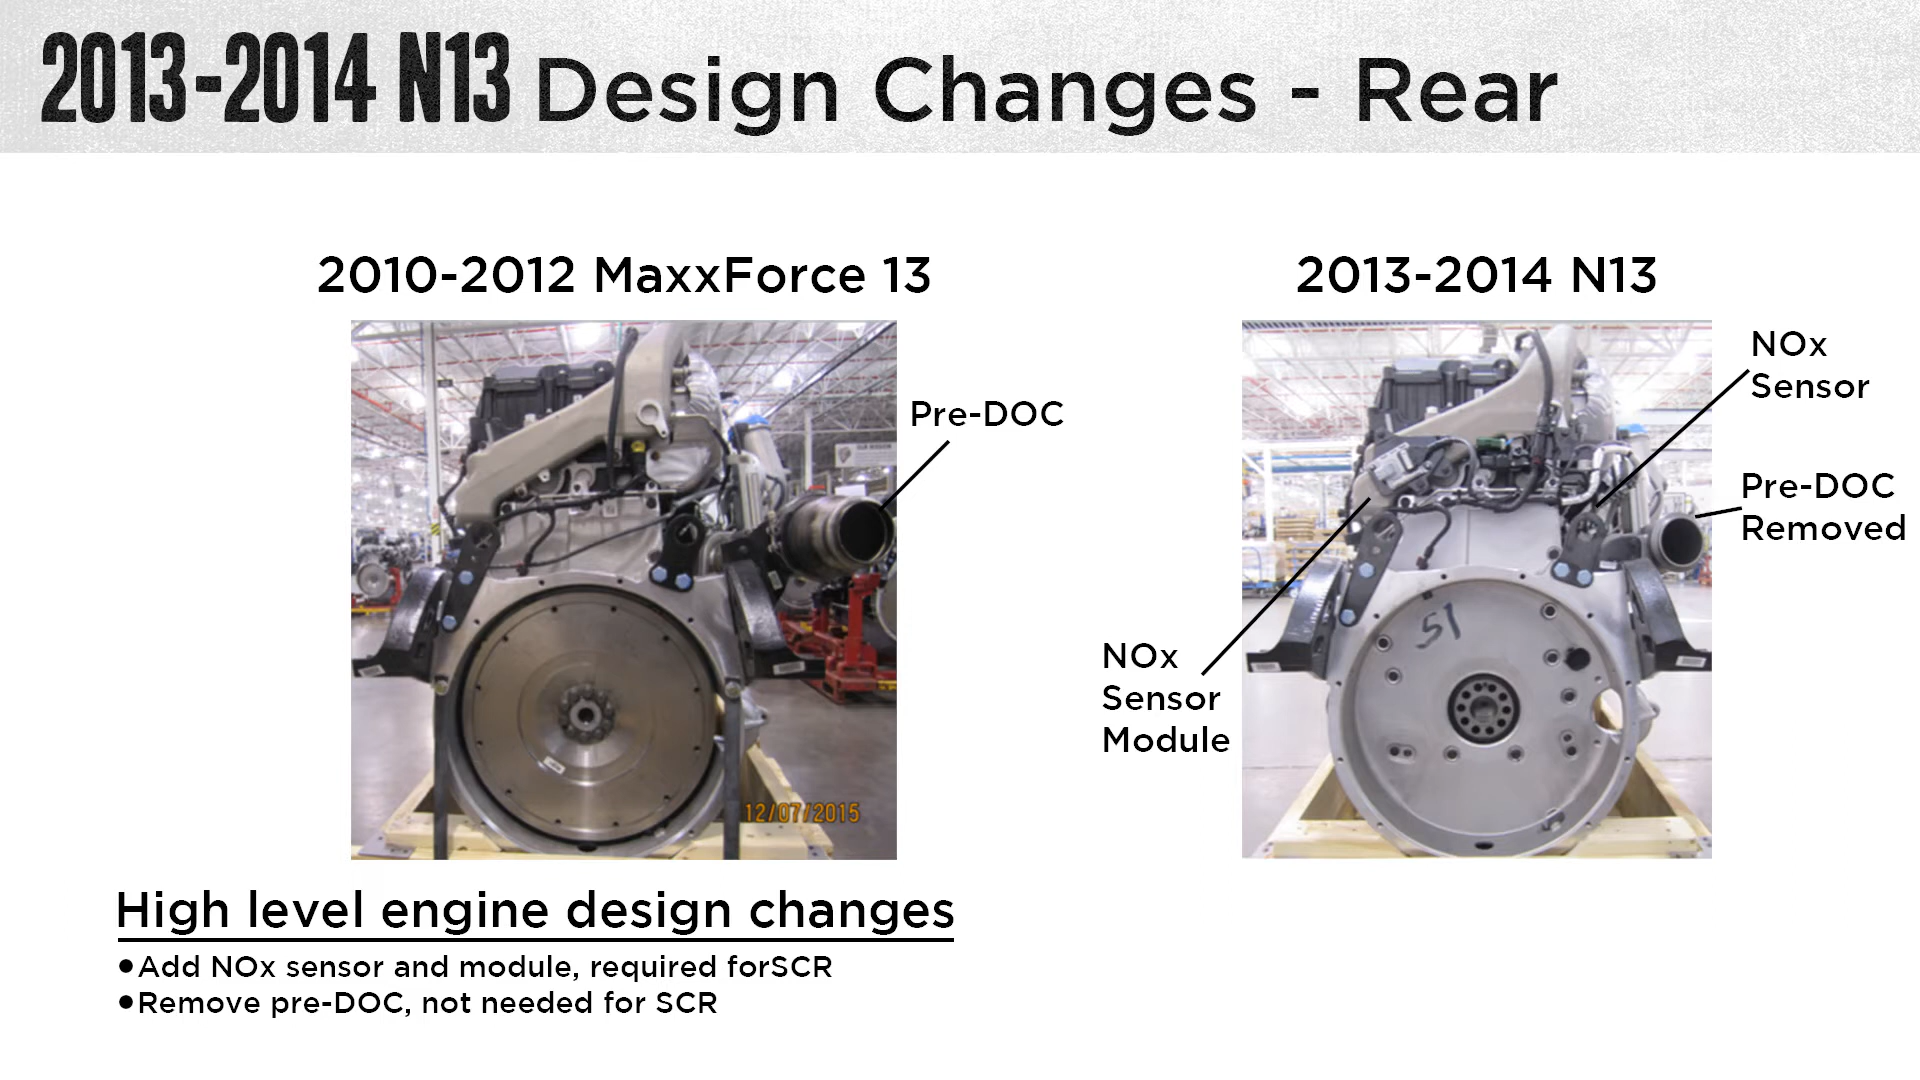 2013-2014 N13 Design Changes - Rear
2010-2012 MaxxForce 13
2013-2014 N13
Pre-DOC
NOx
Sensor
Pre-DOC
Removed
NOx
Sensor
Module
51
12/07/2015
High level engine design changes
•Add NOx sensor and module, required forSCR
•Remove pre-DOC, not needed for SCR